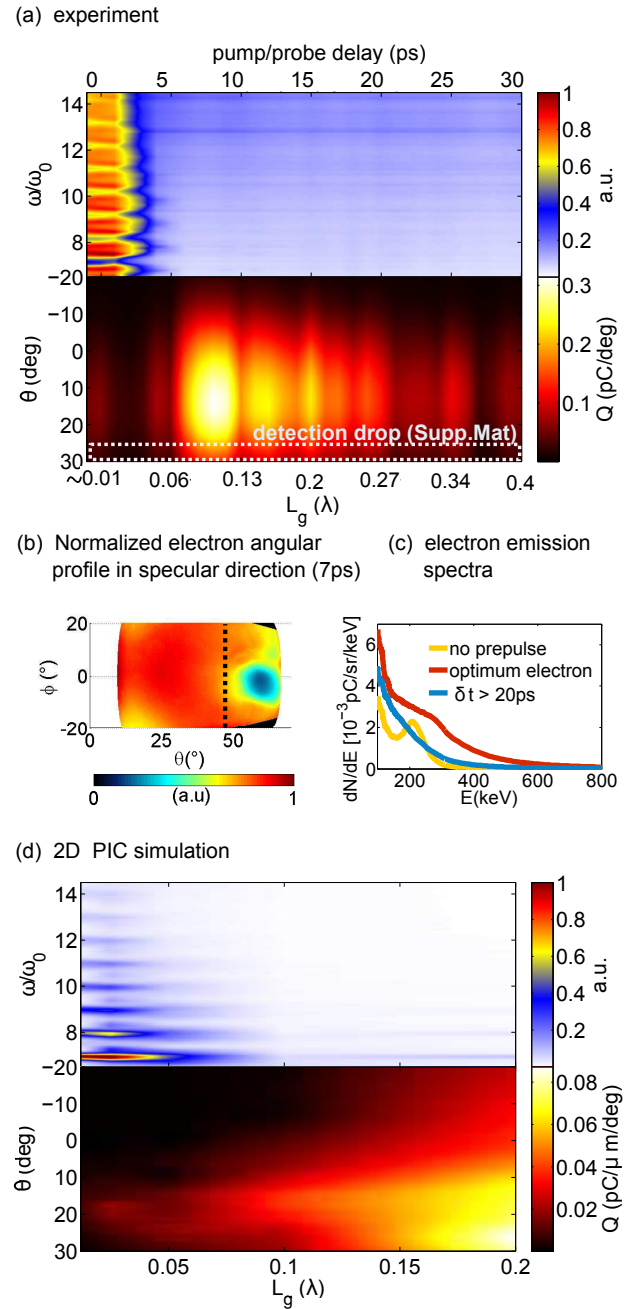 (a) experiment
pump/probe delay (ps)
0 5 10 15 20 25 30
14
12
10
8
ω/ω0
1
0.8
0.6
0.4
0.2
a.u.
−20
−10
0
10
20
30
θ (deg)
detection drop (Supp.Mat)
0.3
0.2
0.1
Q (pC/deg)
~0.01 0.06 0.13 0.2 0.27 0.34 0.4
Lg (λ)
(b) Normalized electron angular
profile in specular direction (7ps)
20
0
−20
ϕ (°)
0 50
θ(°)
0 (a.u) 1
(c) electron emission
spectra
6
4
2
0
dN/dE [10⁻³pC/sr/keV]
no prepulse
optimum electron
δ t > 20ps
200 400 600 800
E(keV)
(d) 2D PIC simulation
14
12
10
8
ω/ω0
1
0.8
0.6
0.4
0.2
a.u.
−20
−10
0
10
20
30
θ (deg)
0.08
0.06
0.04
0.02
Q (pC/μ m/deg)
0.05 0.1 0.15 0.2
Lg (λ)